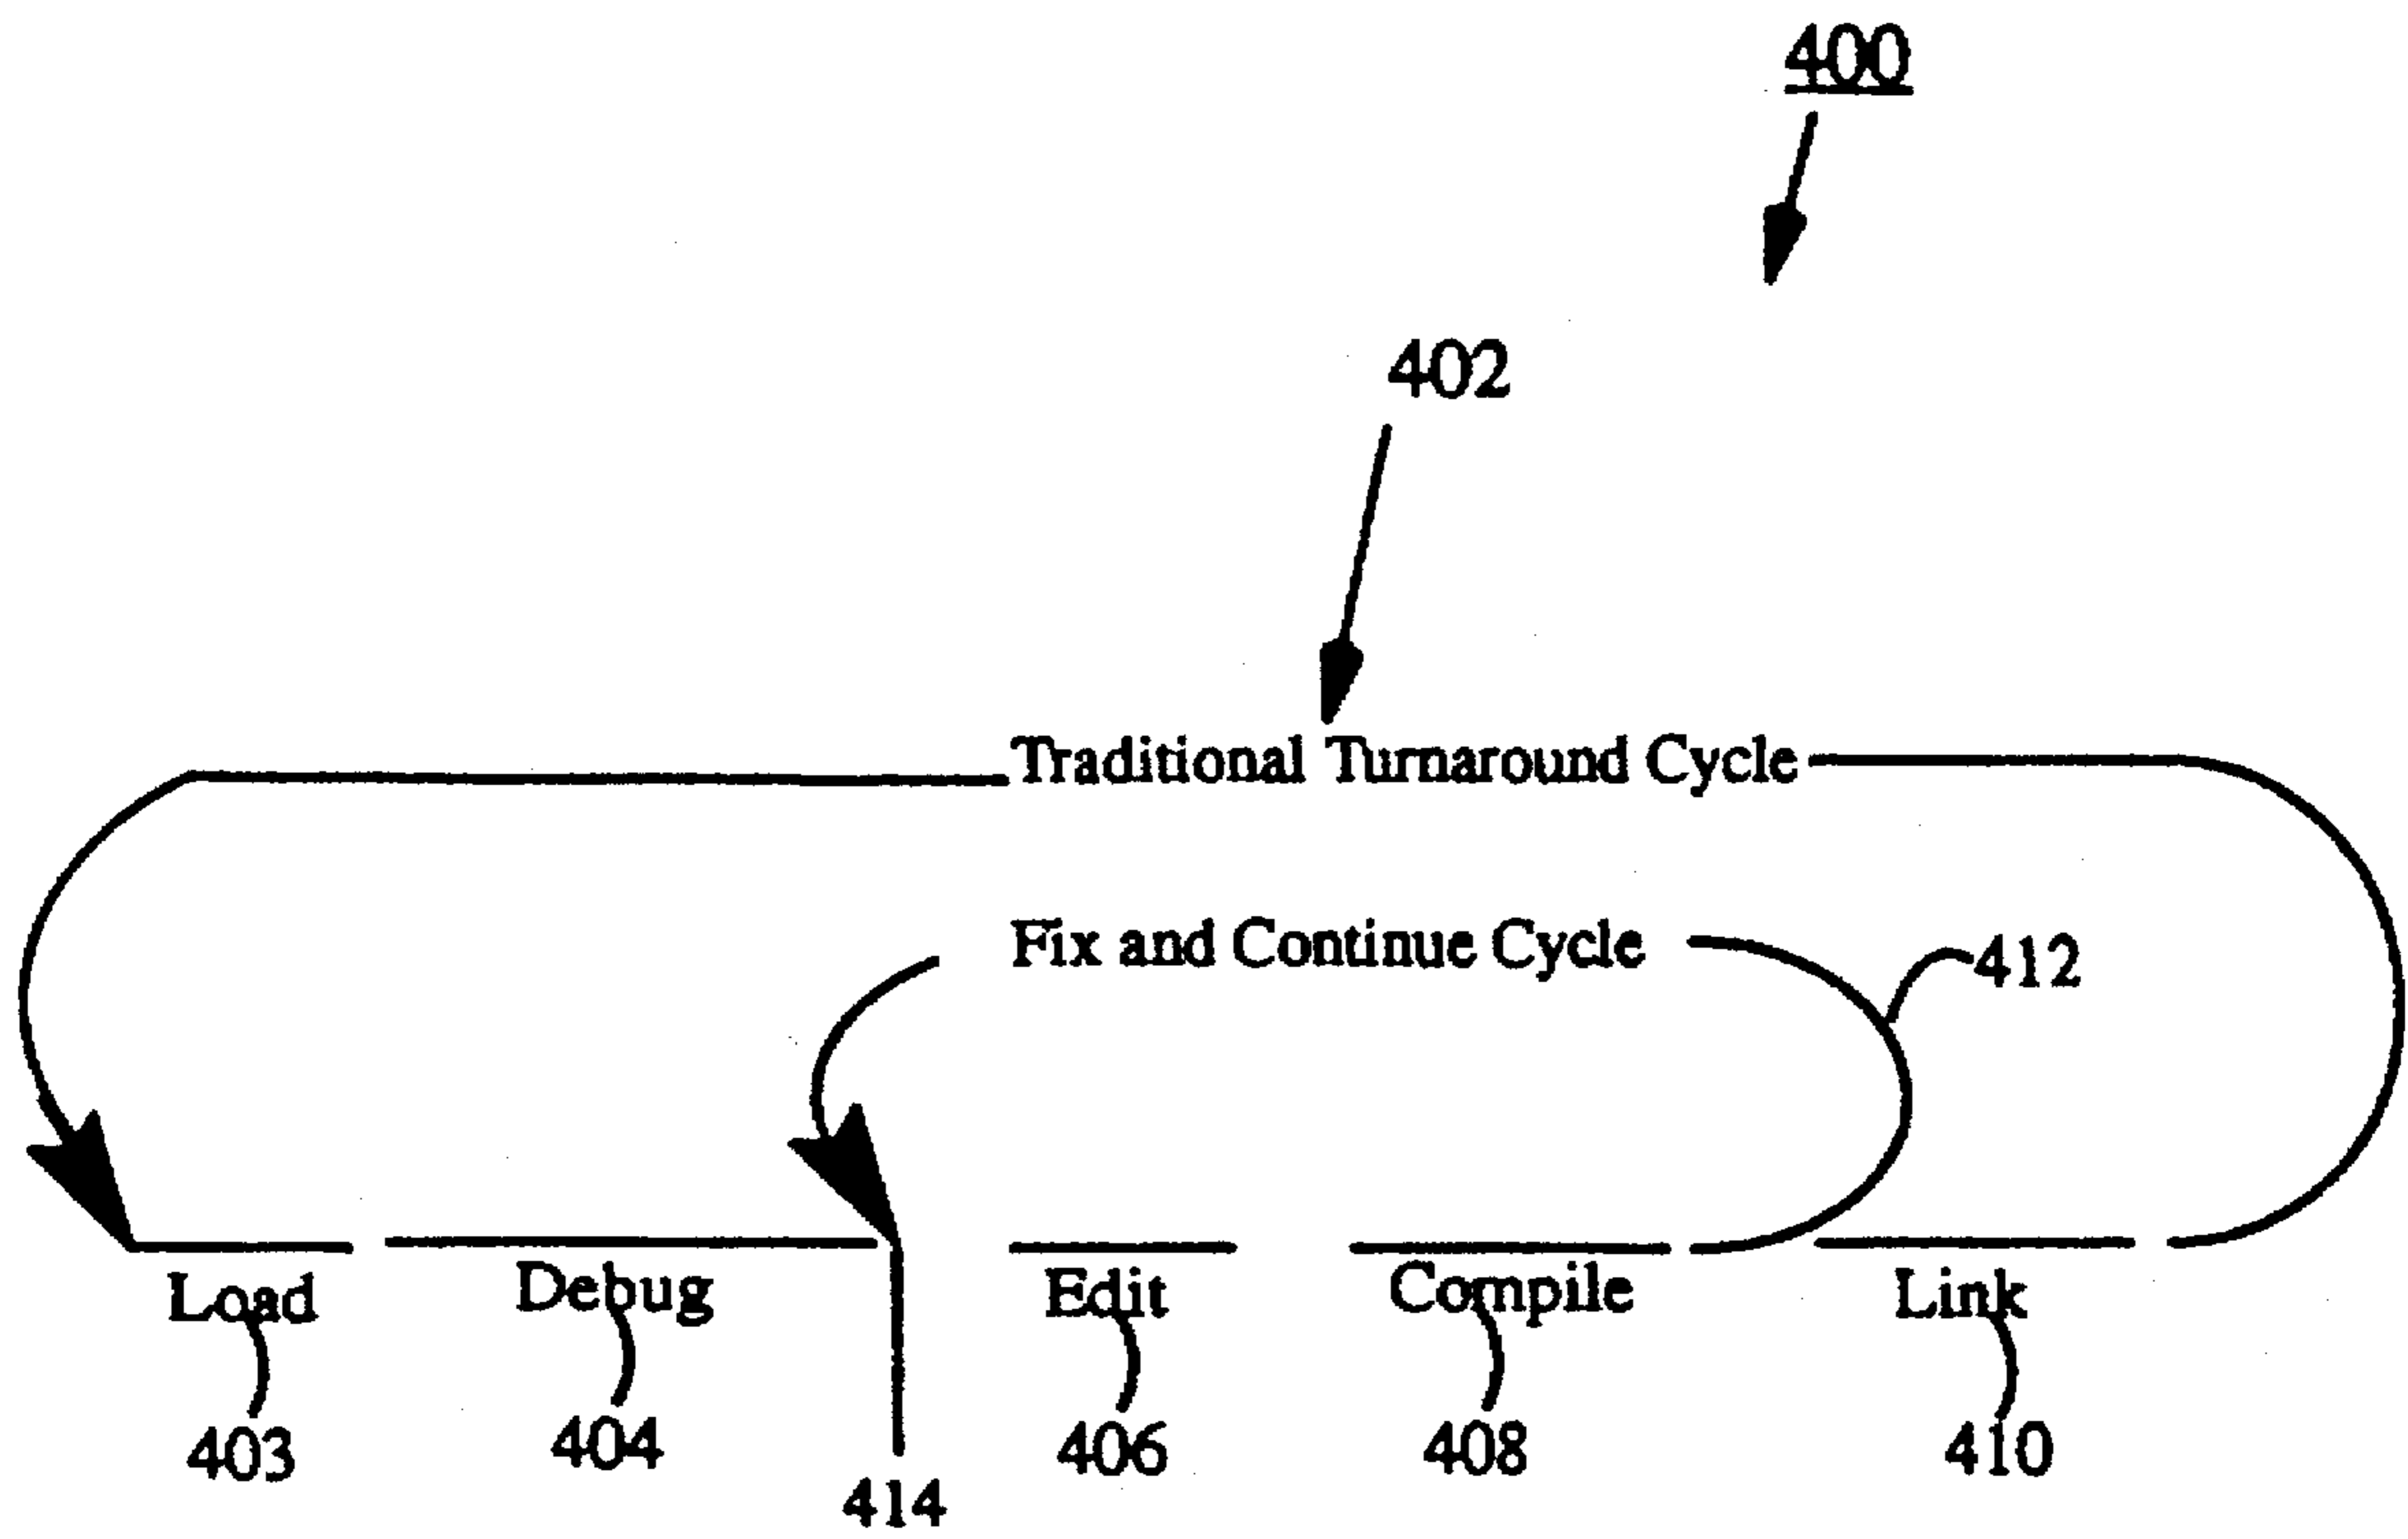 400
402
Traditional Turnaround Cycle
Fix and Continue Cycle
412
Load Debug Edit Compile Link
403 404 414 406 408 410